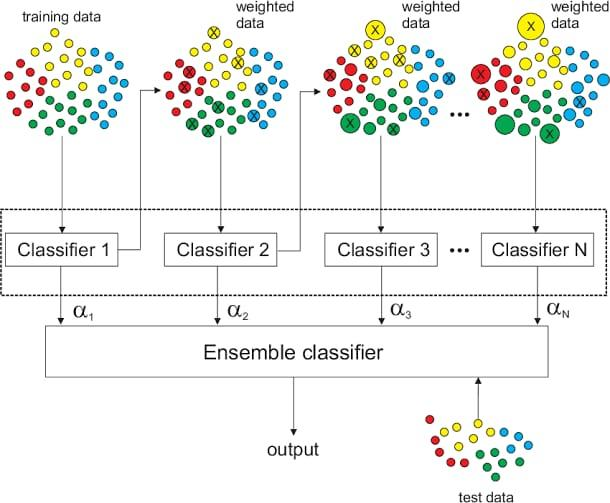 training data
weighted
data
weighted
data
weighted
data
X X X X X X X X X
X X X X X X X X
X X X X X
...
Classifier 1
Classifier 2
Classifier 3
...
Classifier N
α1
α2
α3
αN
Ensemble classifier
output
test data